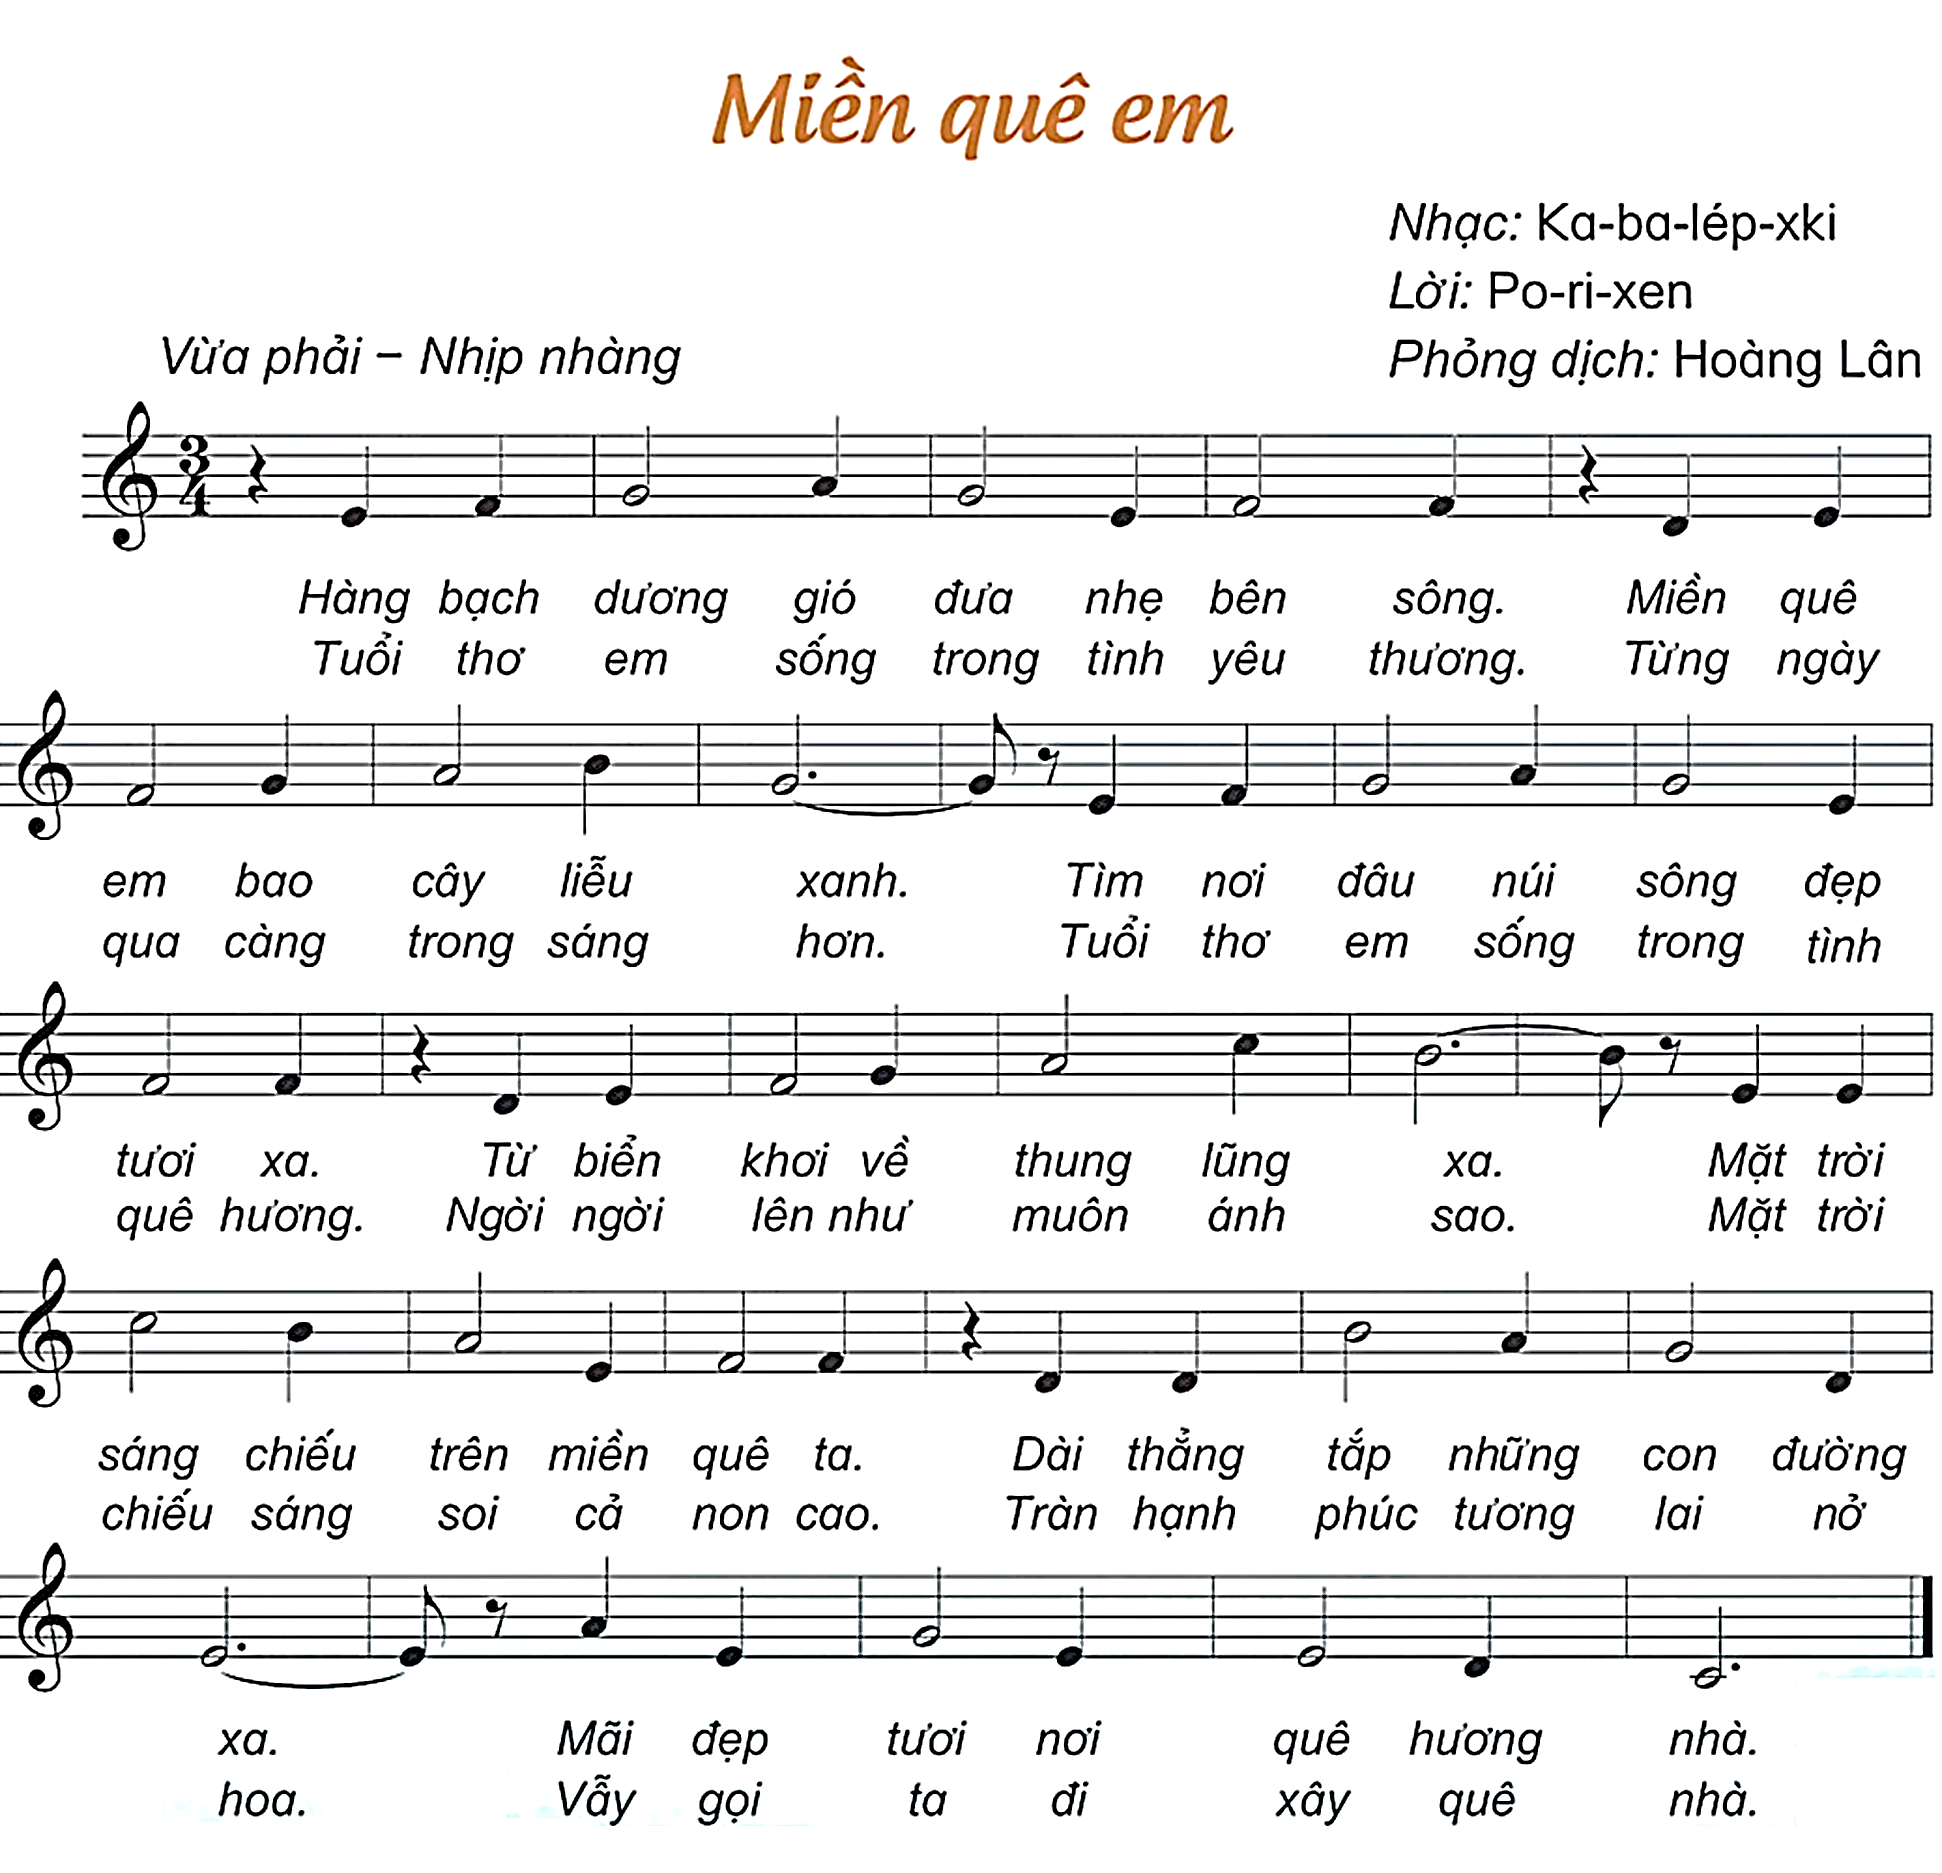 Miền quê em
Nhạc: Ka-ba-lép-xki
Lời: Po-ri-xen
Vừa phải – Nhịp nhàng
Phỏng dịch: Hoàng Lân
3
4
Hàng bạch dương gió đưa nhẹ bên sông. Miền quê
Tuổi thơ em sống trong tình yêu thương. Từng ngày
em bao cây liễu xanh. Tìm nơi đâu núi sông đẹp
qua càng trong sáng hơn. Tuổi thơ em sống trong tình
tươi xa. Từ biển khơi về thung lũng xa. Mặt trời
quê hương. Ngời ngời lên như muôn ánh sao. Mặt trời
sáng chiếu trên miền quê ta. Dài thẳng tắp những con đường
chiếu sáng soi cả non cao. Tràn hạnh phúc tương lai nở
xa. Mãi đẹp tươi nơi quê hương nhà.
hoa. Vẫy gọi ta đi xây quê nhà.